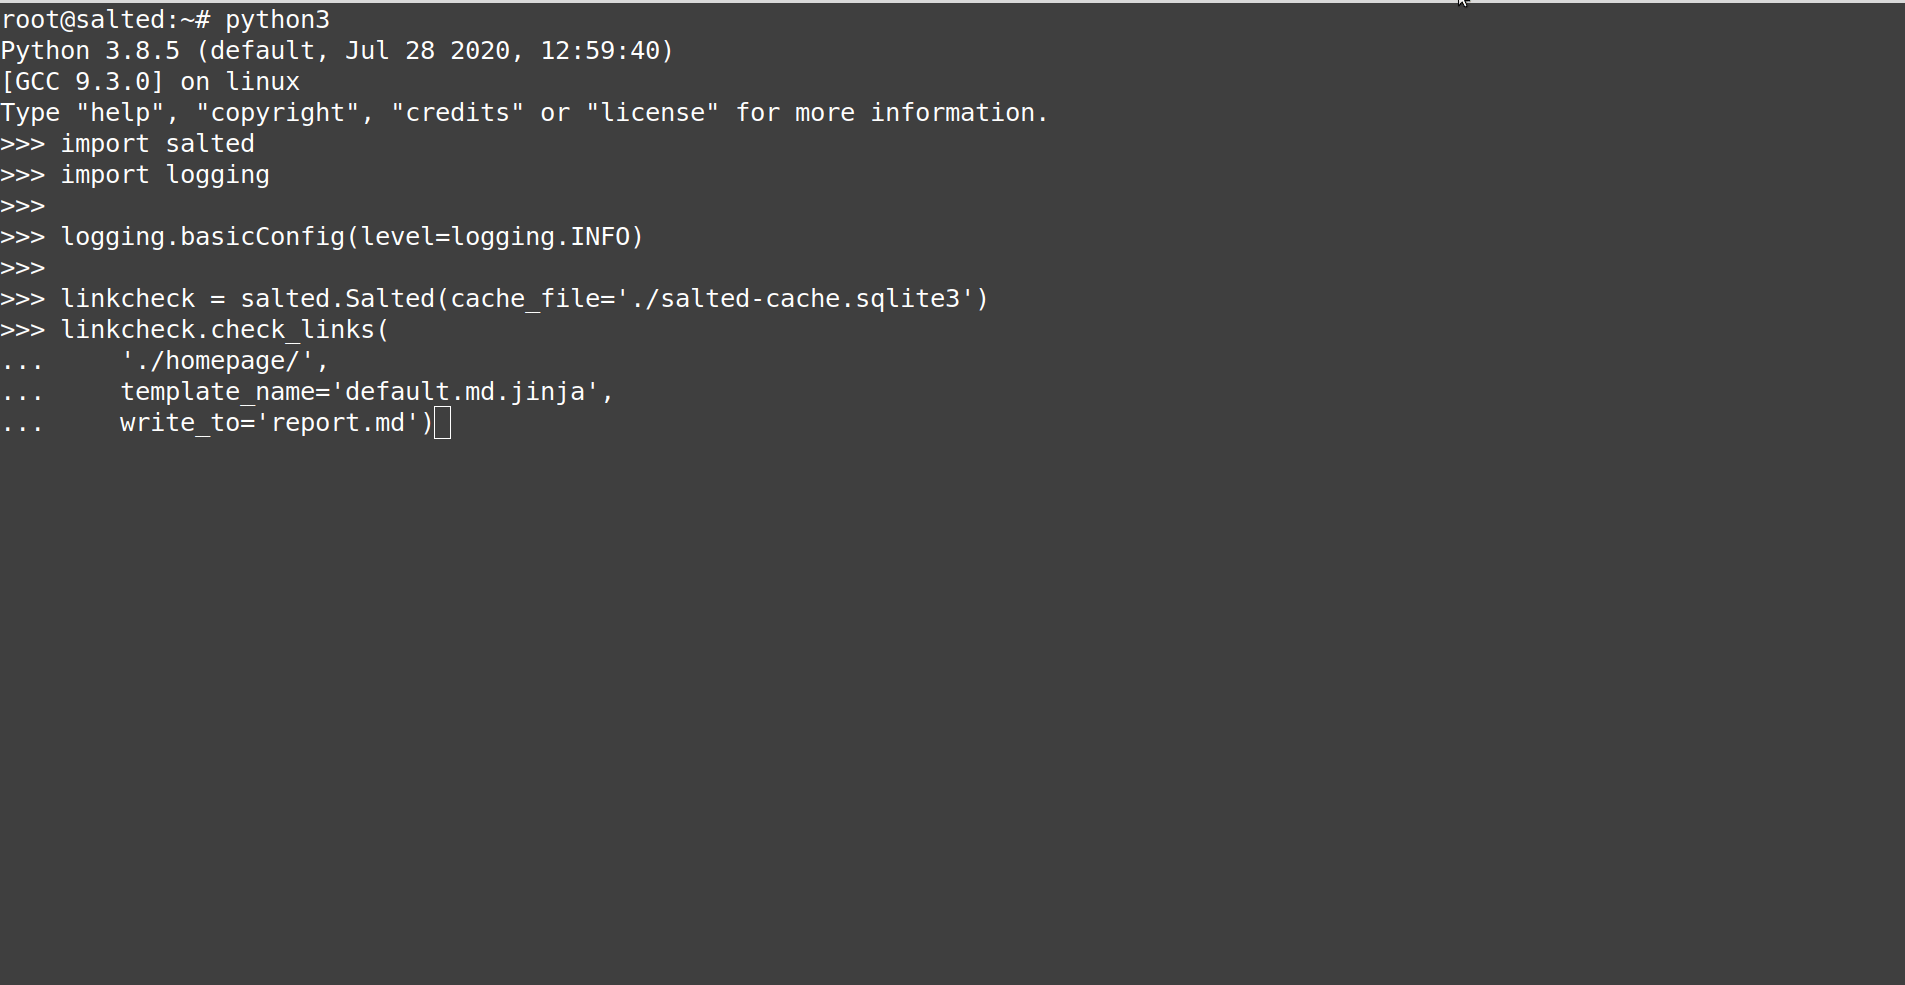 root@salted:~# python3
Python 3.8.5 (default, Jul 28 2020, 12:59:40)
[GCC 9.3.0] on linux
Type "help", "copyright", "credits" or "license" for more information.
>>> import salted
>>> import logging
>>>
>>> logging.basicConfig(level=logging.INFO)
>>>
>>> linkcheck = salted.Salted(cache_file='./salted-cache.sqlite3')
>>> linkcheck.check_links(
...     './homepage/',
...     template_name='default.md.jinja',
...     write_to='report.md')